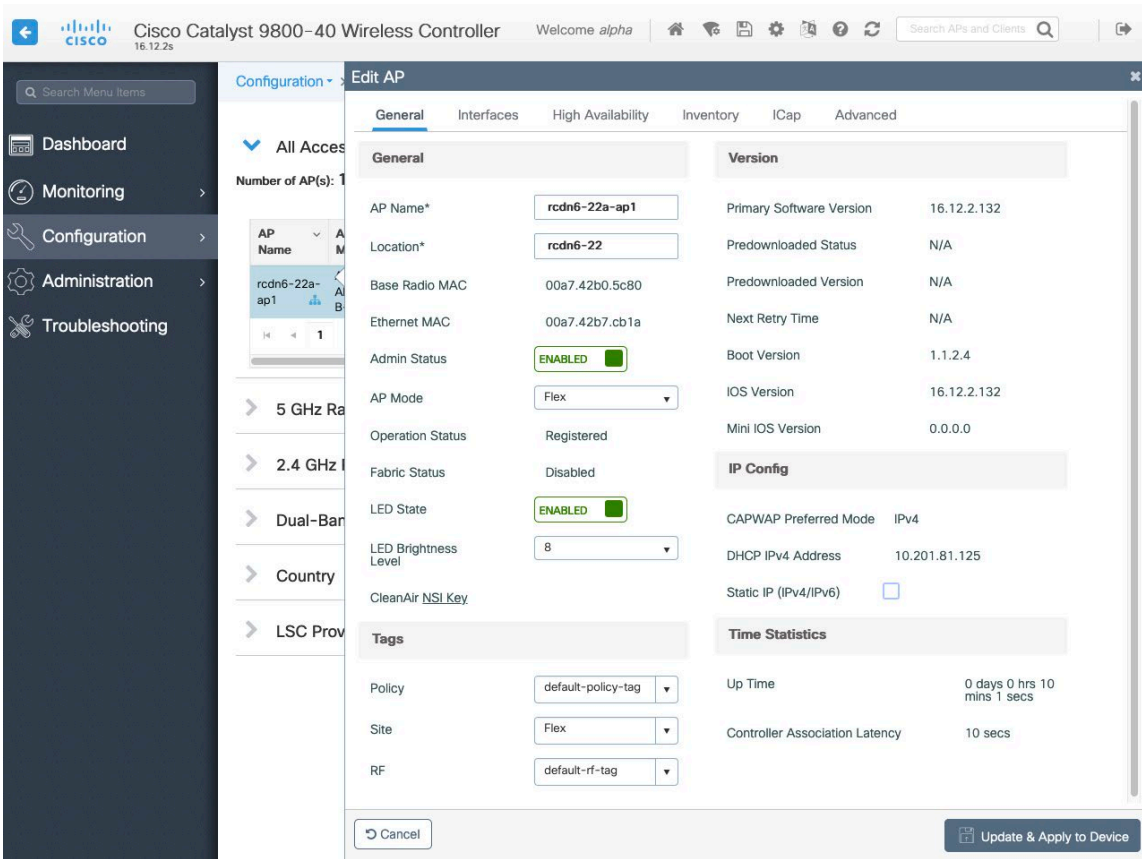 CISCO
Cisco Catalyst 9800-40 Wireless Controller
16.12.2s
Welcome alpha
Search APs and Clients
Search Menu Items
Dashboard
Monitoring
Configuration
Administration
Troubleshooting
Configuration
All Acces
Number of AP(s): 1
AP Name
A
M
rcdn6-22a-
ap1
1
5 GHz Ra
2.4 GHz
Dual-Ban
Country
LSC Prov
Edit AP
General Interfaces High Availability Inventory ICap Advanced
General
AP Name* rcdn6-22a-ap1
Location* rcdn6-22
Base Radio MAC 00a7.42b0.5c80
Ethernet MAC 00a7.42b7.cb1a
Admin Status ENABLED
AP Mode Flex
Operation Status Registered
Fabric Status Disabled
LED State ENABLED
LED Brightness
Level 8
CleanAir NSI Key
Tags
Policy default-policy-tag
Site Flex
RF default-rf-tag
Version
Primary Software Version 16.12.2.132
Predownloaded Status N/A
Predownloaded Version N/A
Next Retry Time N/A
Boot Version 1.1.2.4
IOS Version 16.12.2.132
Mini IOS Version 0.0.0.0
IP Config
CAPWAP Preferred Mode IPv4
DHCP IPv4 Address 10.201.81.125
Static IP (IPv4/IPv6)
Time Statistics
Up Time 0 days 0 hrs 10
mins 1 secs
Controller Association Latency 10 secs
Cancel
Update & Apply to Device